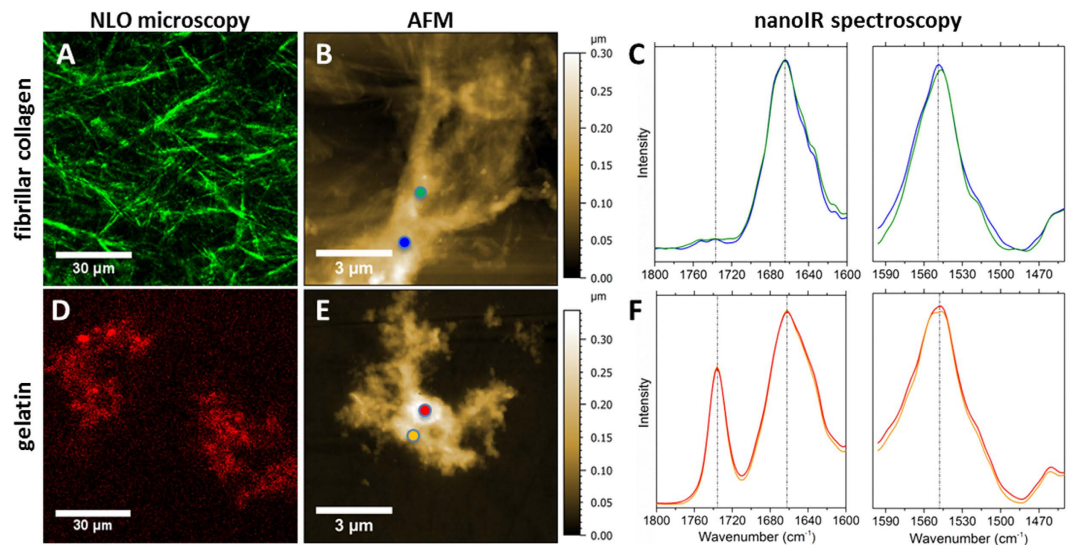 NLO microscopy
AFM
nanoIR spectroscopy
fibrillar collagen
A
30 µm
B
3 µm
µm
0.30
0.25
0.20
0.15
0.10
0.05
0.00
C
Intensity
1800 1760 1720 1680 1640 1600
1590 1560 1530 1500 1470
gelatin
D
30 µm
E
3 µm
µm
0.30
0.25
0.20
0.15
0.10
0.05
0.00
F
Intensity
1800 1760 1720 1680 1640 1600
Wavenumber (cm⁻¹)
1590 1560 1530 1500 1470
Wavenumber (cm⁻¹)